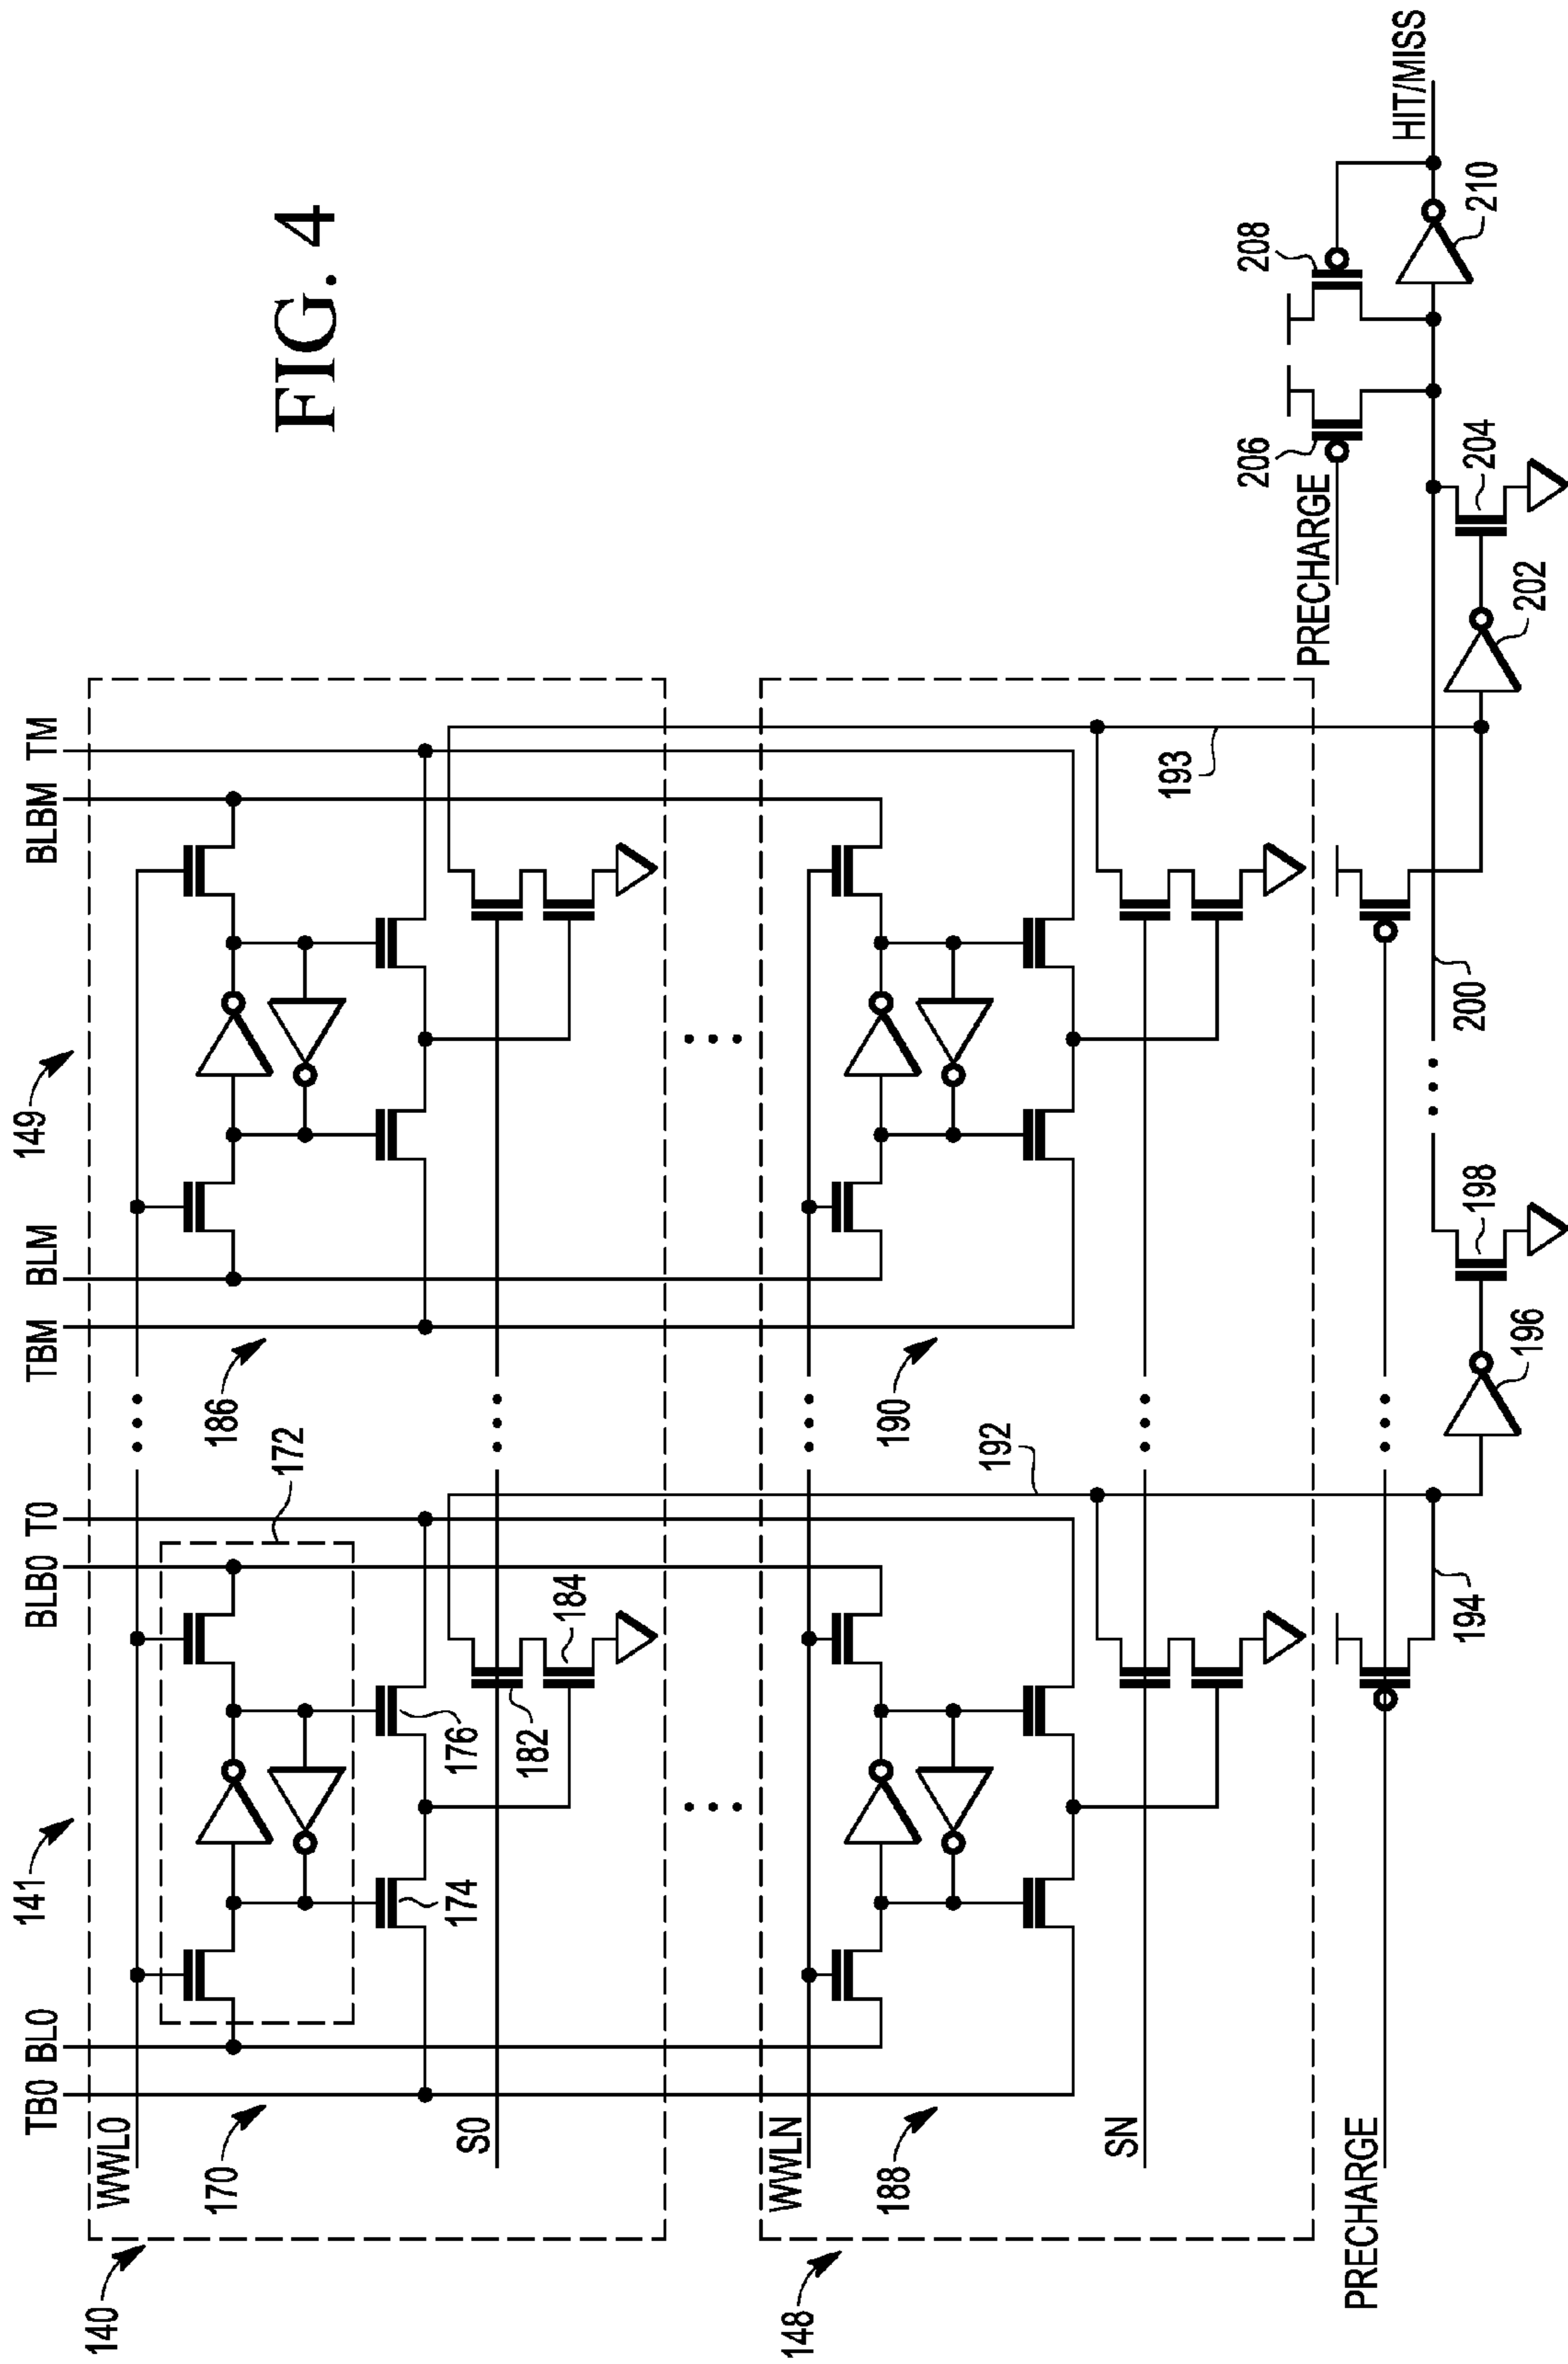 FIG. 4
141
149
TB0
BL0
BLB0
T0
TBM
BLM
BLBM
TM
140
WWL0
172
170
186
174
176
S0
182
184
148
WWLN
188
190
192
193
SN
PRECHARGE
194
196
198
200
202
204
PRECHARGE
206
208
210
HIT/MISS